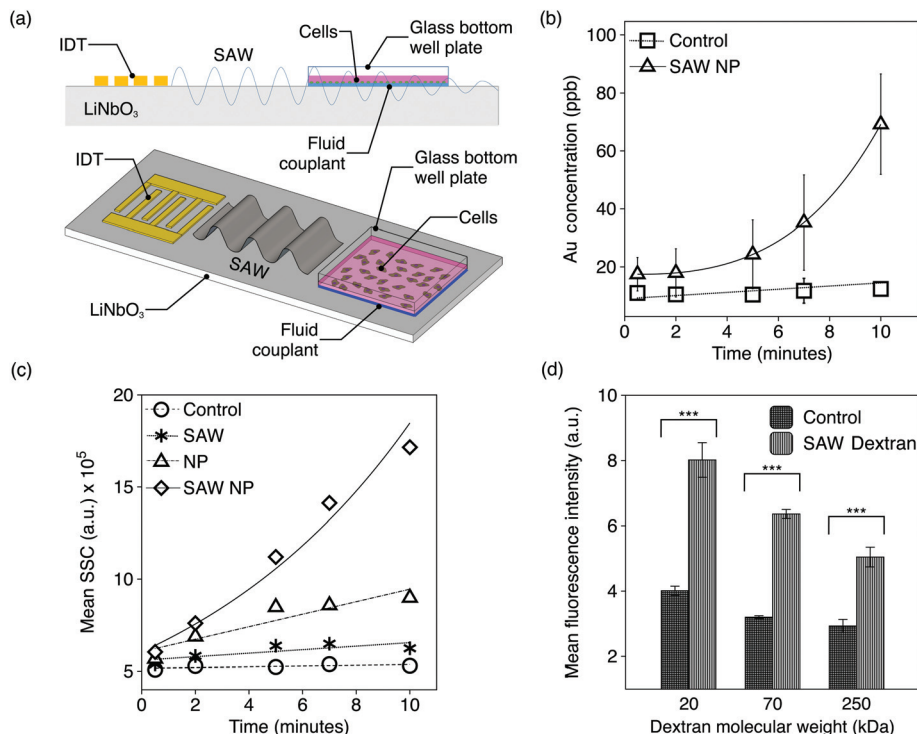 (a)
Cells
Glass bottom
well plate
IDT
SAW
LiNbO3
Fluid
couplant
Glass bottom
well plate
IDT
Cells
SAW
LiNbO3
Fluid
couplant
(b)
100
80
60
40
20
0
Au concentration (ppb)
Control
SAW NP
0 2 4 6 8 10
Time (minutes)
(c)
20
15
10
5
Mean SSC (a.u.) x 10^5
Control
SAW
NP
SAW NP
0 2 4 6 8 10
Time (minutes)
(d)
10
8
6
4
2
Mean fluorescence intensity (a.u.)
Control
SAW Dextran
***
***
***
20 70 250
Dextran molecular weight (kDa)